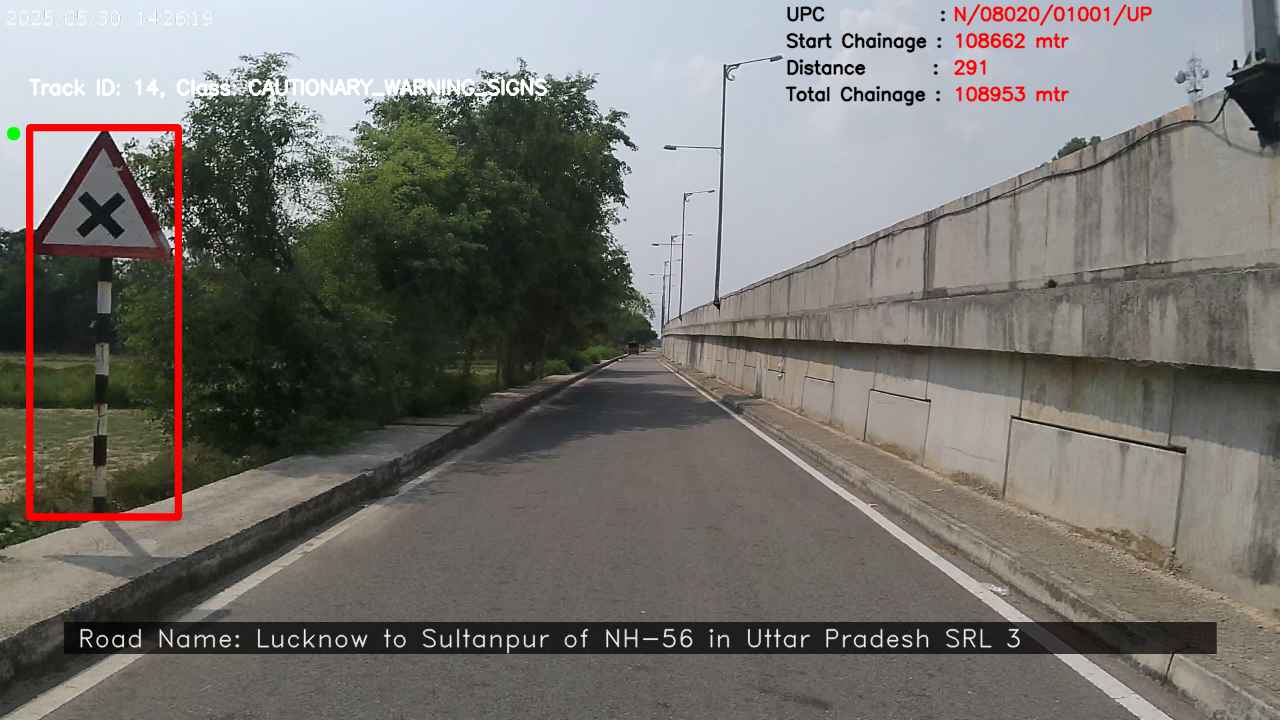 2025/05/30 14:26:19
UPC : N/08020/01001/UP
Start Chainage : 108662 mtr
Distance : 291
Total Chainage : 108953 mtr
Track ID: 14, Class: CAUTIONARY_WARNING_SIGNS
Road Name: Lucknow to Sultanpur of NH-56 in Uttar Pradesh SRL 3